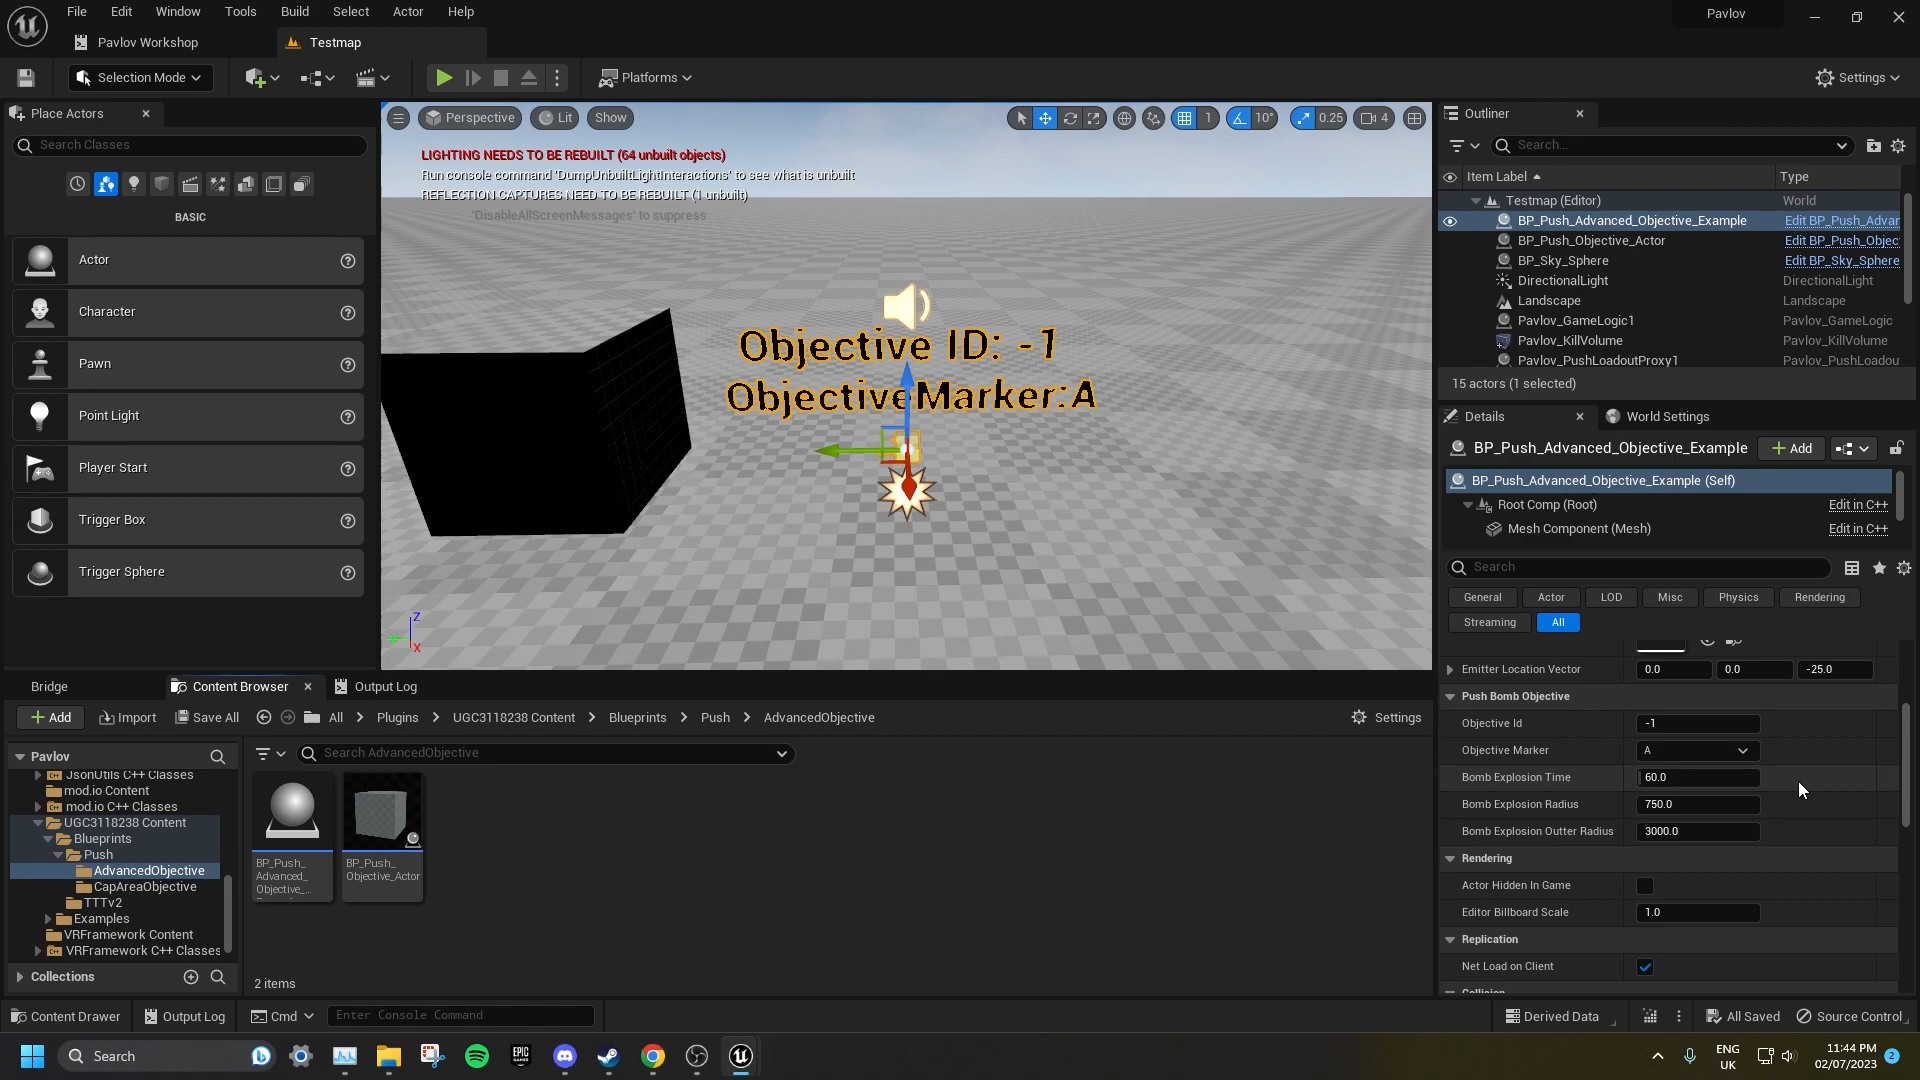 File Edit Window Tools Build Select Actor Help
Pavlov
Pavlov Workshop
Testmap
Selection Mode
Platforms
Settings
Place Actors
Search Classes
BASIC
Actor
Character
Pawn
Point Light
Player Start
Trigger Box
Trigger Sphere
Perspective Lit Show
1 10° 0.25 4
LIGHTING NEEDS TO BE REBUILT (64 unbuilt objects)
Run console command 'DumpUnbuiltLightInteractions' to see what is unbuilt
REFLECTION CAPTURES NEED TO BE REBUILT (1 unbuilt)
'DisableAllScreenMessages' to suppress
Objective ID: -1
ObjectiveMarker:A
Z
X
Outliner
Search...
Item Label Type
Testmap (Editor) World
BP_Push_Advanced_Objective_Example Edit BP_Push_Advar
BP_Push_Objective_Actor Edit BP_Push_Objec
BP_Sky_Sphere Edit BP_Sky_Sphere
DirectionalLight DirectionalLight
Landscape Landscape
Pavlov_GameLogic1 Pavlov_GameLogic
Pavlov_KillVolume Pavlov_KillVolume
Pavlov_PushLoadoutProxy1 Pavlov_PushLoadou
15 actors (1 selected)
Details World Settings
BP_Push_Advanced_Objective_Example Add
BP_Push_Advanced_Objective_Example (Self)
Root Comp (Root) Edit in C++
Mesh Component (Mesh) Edit in C++
Search
General Actor LOD Misc Physics Rendering
Streaming All
Emitter Location Vector 0.0 0.0 -25.0
Push Bomb Objective
Objective Id -1
Objective Marker A
Bomb Explosion Time 60.0
Bomb Explosion Radius 750.0
Bomb Explosion Outter Radius 3000.0
Rendering
Actor Hidden In Game
Editor Billboard Scale 1.0
Replication
Net Load on Client
Collision
Bridge Content Browser Output Log
Add Import Save All All Plugins UGC3118238 Content Blueprints Push AdvancedObjective Settings
Pavlov
JsonUtils C++ Classes
mod.io Content
mod.io C++ Classes
UGC3118238 Content
Blueprints
Push
AdvancedObjective
CapAreaObjective
TTTv2
Examples
VRFramework Content
VRFramework C++ Classes
Collections
Search AdvancedObjective
BP_Push_
Advanced_
Objective_...
BP_Push_
Objective_Actor
2 items
Content Drawer Output Log Cmd Enter Console Command Derived Data All Saved Source Control
Search
EPIC
GAMES
ENG
UK
11:44 PM
02/07/2023
2